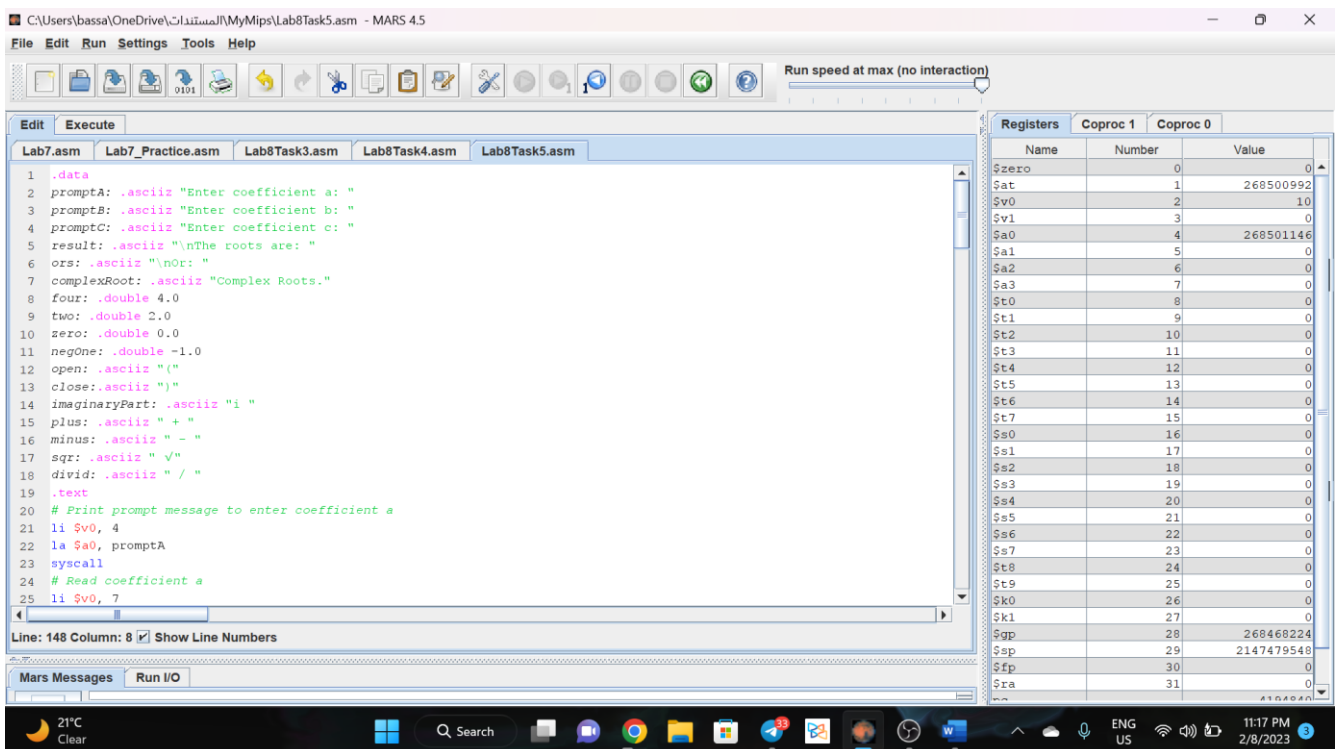 C:\Users\bassa\OneDrive\المستندات\MyMips\Lab8Task5.asm - MARS 4.5
File Edit Run Settings Tools Help
Run speed at max (no interaction)
Edit Execute
Lab7.asm Lab7_Practice.asm Lab8Task3.asm Lab8Task4.asm Lab8Task5.asm
1 .data
2 promptA: .asciiz "Enter coefficient a: "
3 promptB: .asciiz "Enter coefficient b: "
4 promptC: .asciiz "Enter coefficient c: "
5 result: .asciiz "\nThe roots are: "
6 ors: .asciiz "\nOr: "
7 complexRoot: .asciiz "Complex Roots."
8 four: .double 4.0
9 two: .double 2.0
10 zero: .double 0.0
11 negOne: .double -1.0
12 open: .asciiz "("
13 close:.asciiz ")"
14 imaginaryPart: .asciiz "i "
15 plus: .asciiz " + "
16 minus: .asciiz " - "
17 sqr: .asciiz " √"
18 divid: .asciiz " / "
19 .text
20 # Print prompt message to enter coefficient a
21 li $v0, 4
22 la $a0, promptA
23 syscall
24 # Read coefficient a
25 li $v0, 7
Line: 148 Column: 8 Show Line Numbers
Mars Messages Run I/O
Registers Coproc 1 Coproc 0
Name Number Value
$zero 0 0
$at 1 268500992
$v0 2 10
$v1 3 0
$a0 4 268501146
$a1 5 0
$a2 6 0
$a3 7 0
$t0 8 0
$t1 9 0
$t2 10 0
$t3 11 0
$t4 12 0
$t5 13 0
$t6 14 0
$t7 15 0
$s0 16 0
$s1 17 0
$s2 18 0
$s3 19 0
$s4 20 0
$s5 21 0
$s6 22 0
$s7 23 0
$t8 24 0
$t9 25 0
$k0 26 0
$k1 27 0
$gp 28 268468224
$sp 29 2147479548
$fp 30 0
$ra 31 0
pc 4194840
21°C
Clear
Search
33
ENG
US
11:17 PM
2/8/2023
3